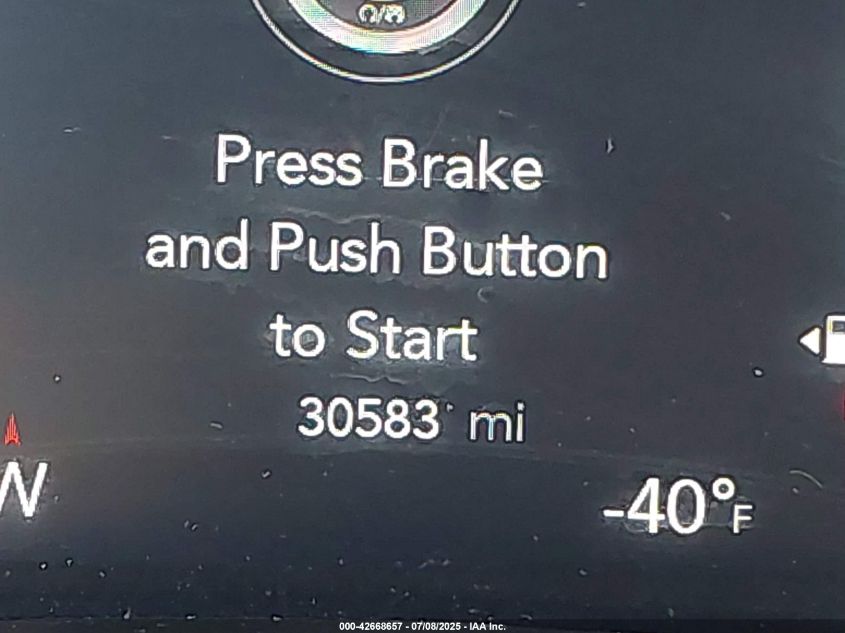 Press Brake
and Push Button
to Start
30583 mi
W
-40°F
000-42668657 - 07/08/2025 - IAA Inc.